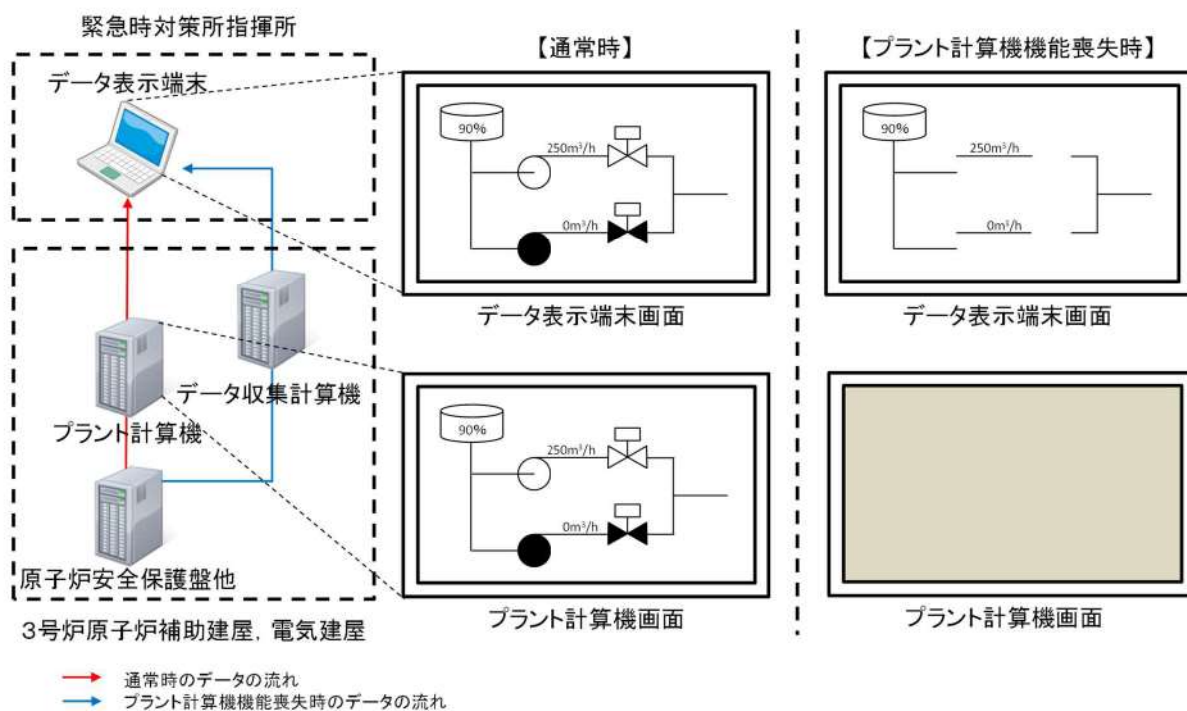 緊急時対策所指揮所
データ表示端末
データ収集計算機
プラント計算機
原子炉安全保護盤他
3号炉原子炉補助建屋,電気建屋
【通常時】
90%
250m³/h
0m³/h
データ表示端末画面
90%
250m³/h
0m³/h
プラント計算機画面
【プラント計算機機能喪失時】
90%
250m³/h
0m³/h
データ表示端末画面
プラント計算機画面
通常時のデータの流れ
プラント計算機機能喪失時のデータの流れ